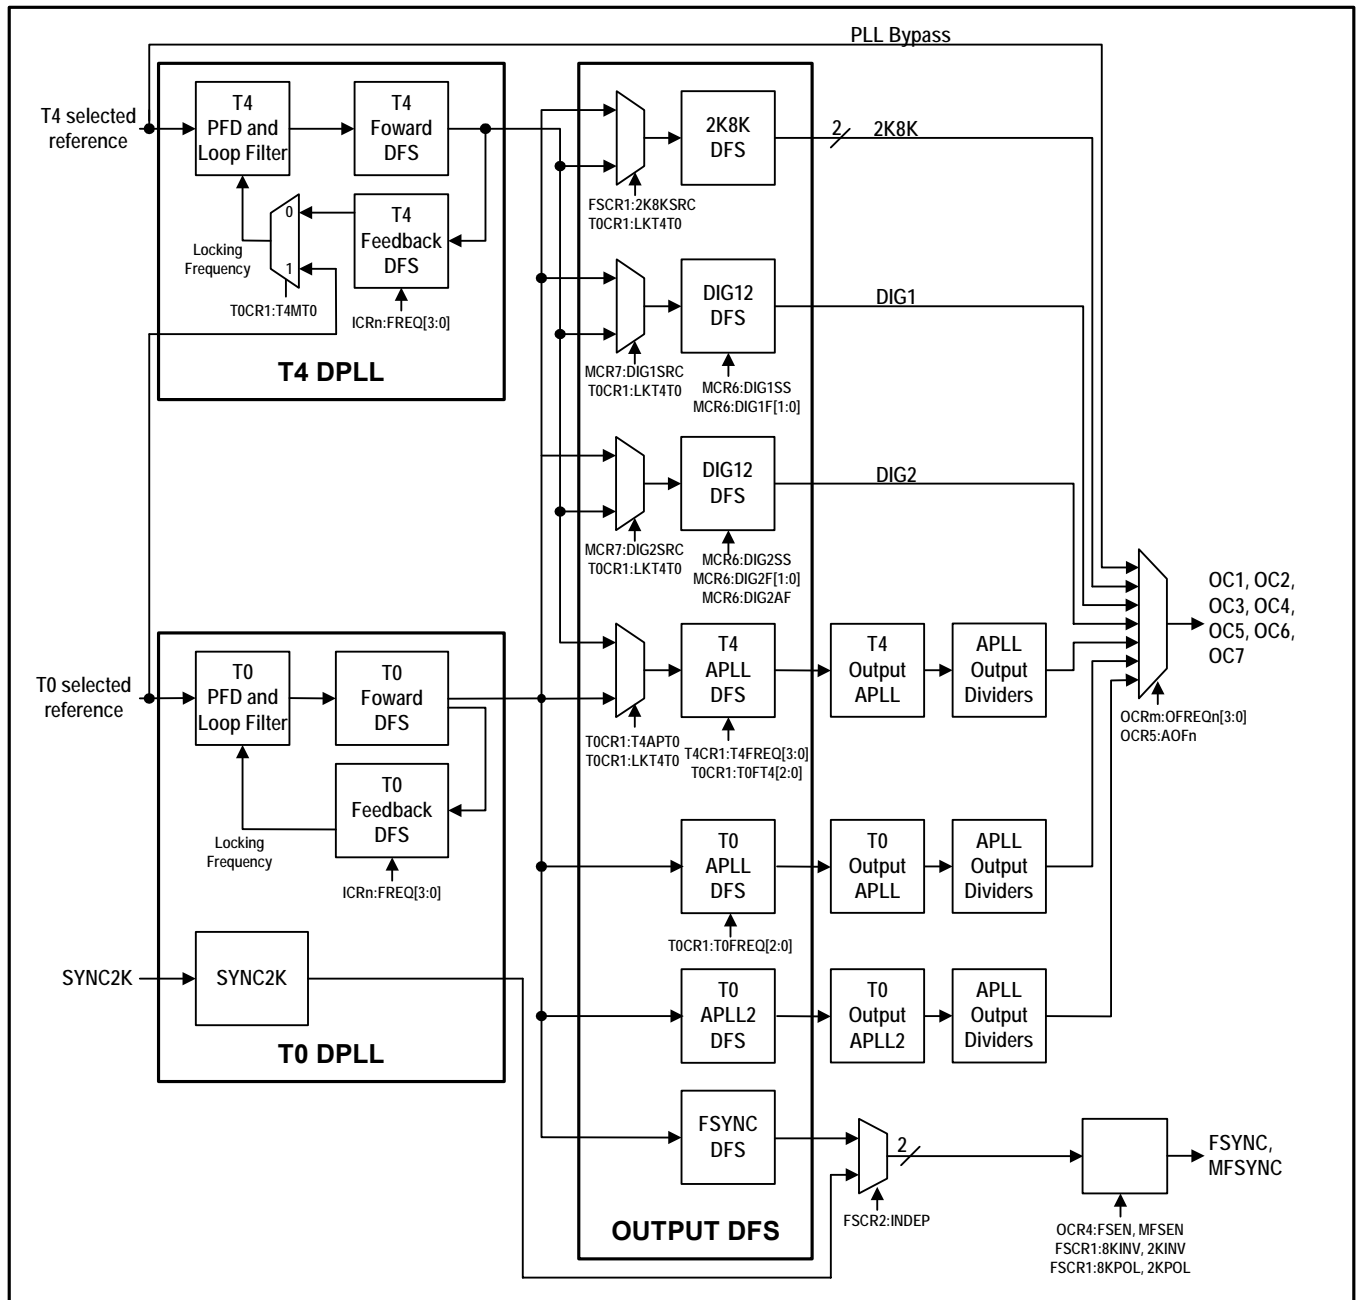 PLL Bypass
T4 selected
reference
T4
PFD and
Loop Filter
T4
Foward
DFS
0
1
T4
Feedback
DFS
Locking
Frequency
T0CR1:T4MT0
ICRn:FREQ[3:0]
T4 DPLL
2K8K
DFS
2
2K8K
FSCR1:2K8KSRC
T0CR1:LKT4T0
DIG12
DFS
DIG1
MCR7:DIG1SRC
T0CR1:LKT4T0
MCR6:DIG1SS
MCR6:DIG1F[1:0]
DIG12
DFS
DIG2
MCR7:DIG2SRC
T0CR1:LKT4T0
MCR6:DIG2SS
MCR6:DIG2F[1:0]
MCR6:DIG2AF
OC1, OC2,
OC3, OC4,
OC5, OC6,
OC7
OCRm:OFREQn[3:0]
OCR5:AOFn
T0 selected
reference
T0
PFD and
Loop Filter
T0
Foward
DFS
T0
Feedback
DFS
Locking
Frequency
ICRn:FREQ[3:0]
T4
APLL
DFS
T4
Output
APLL
APLL
Output
Dividers
T0CR1:T4APT0
T0CR1:LKT4T0
T4CR1:T4FREQ[3:0]
T0CR1:T0FT4[2:0]
T0
APLL
DFS
T0
Output
APLL
APLL
Output
Dividers
T0CR1:T0FREQ[2:0]
SYNC2K
SYNC2K
T0 DPLL
T0
APLL2
DFS
T0
Output
APLL2
APLL
Output
Dividers
FSYNC
DFS
2
FSYNC,
MFSYNC
FSCR2:INDEP
OUTPUT DFS
OCR4:FSEN, MFSEN
FSCR1:8KINV, 2KINV
FSCR1:8KPOL, 2KPOL